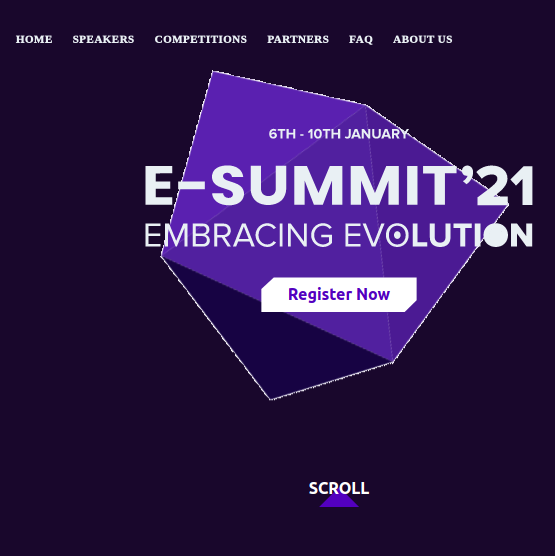 HOME SPEAKERS COMPETITIONS PARTNERS FAQ ABOUT US
6TH - 10TH JANUARY
E-SUMMIT'21
EMBRACING EVOLUTION
Register Now
SCROLL